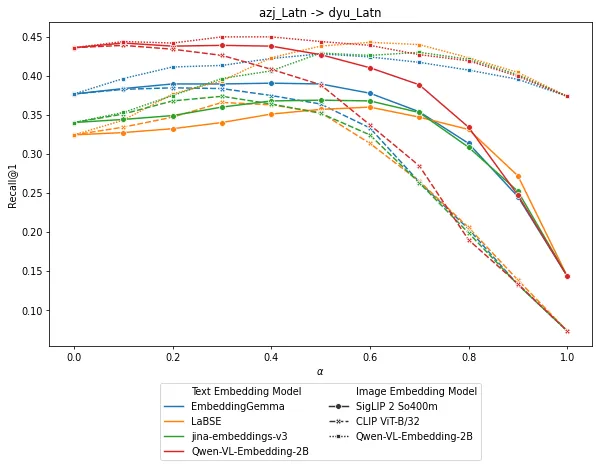 azj_Latn -> dyu_Latn
Recall@1
0.45
0.40
0.35
0.30
0.25
0.20
0.15
0.10
0.0
0.2
0.4
0.6
0.8
1.0
α
Text Embedding Model
EmbeddingGemma
LaBSE
jina-embeddings-v3
Qwen-VL-Embedding-2B
Image Embedding Model
SigLIP 2 So400m
CLIP ViT-B/32
Qwen-VL-Embedding-2B